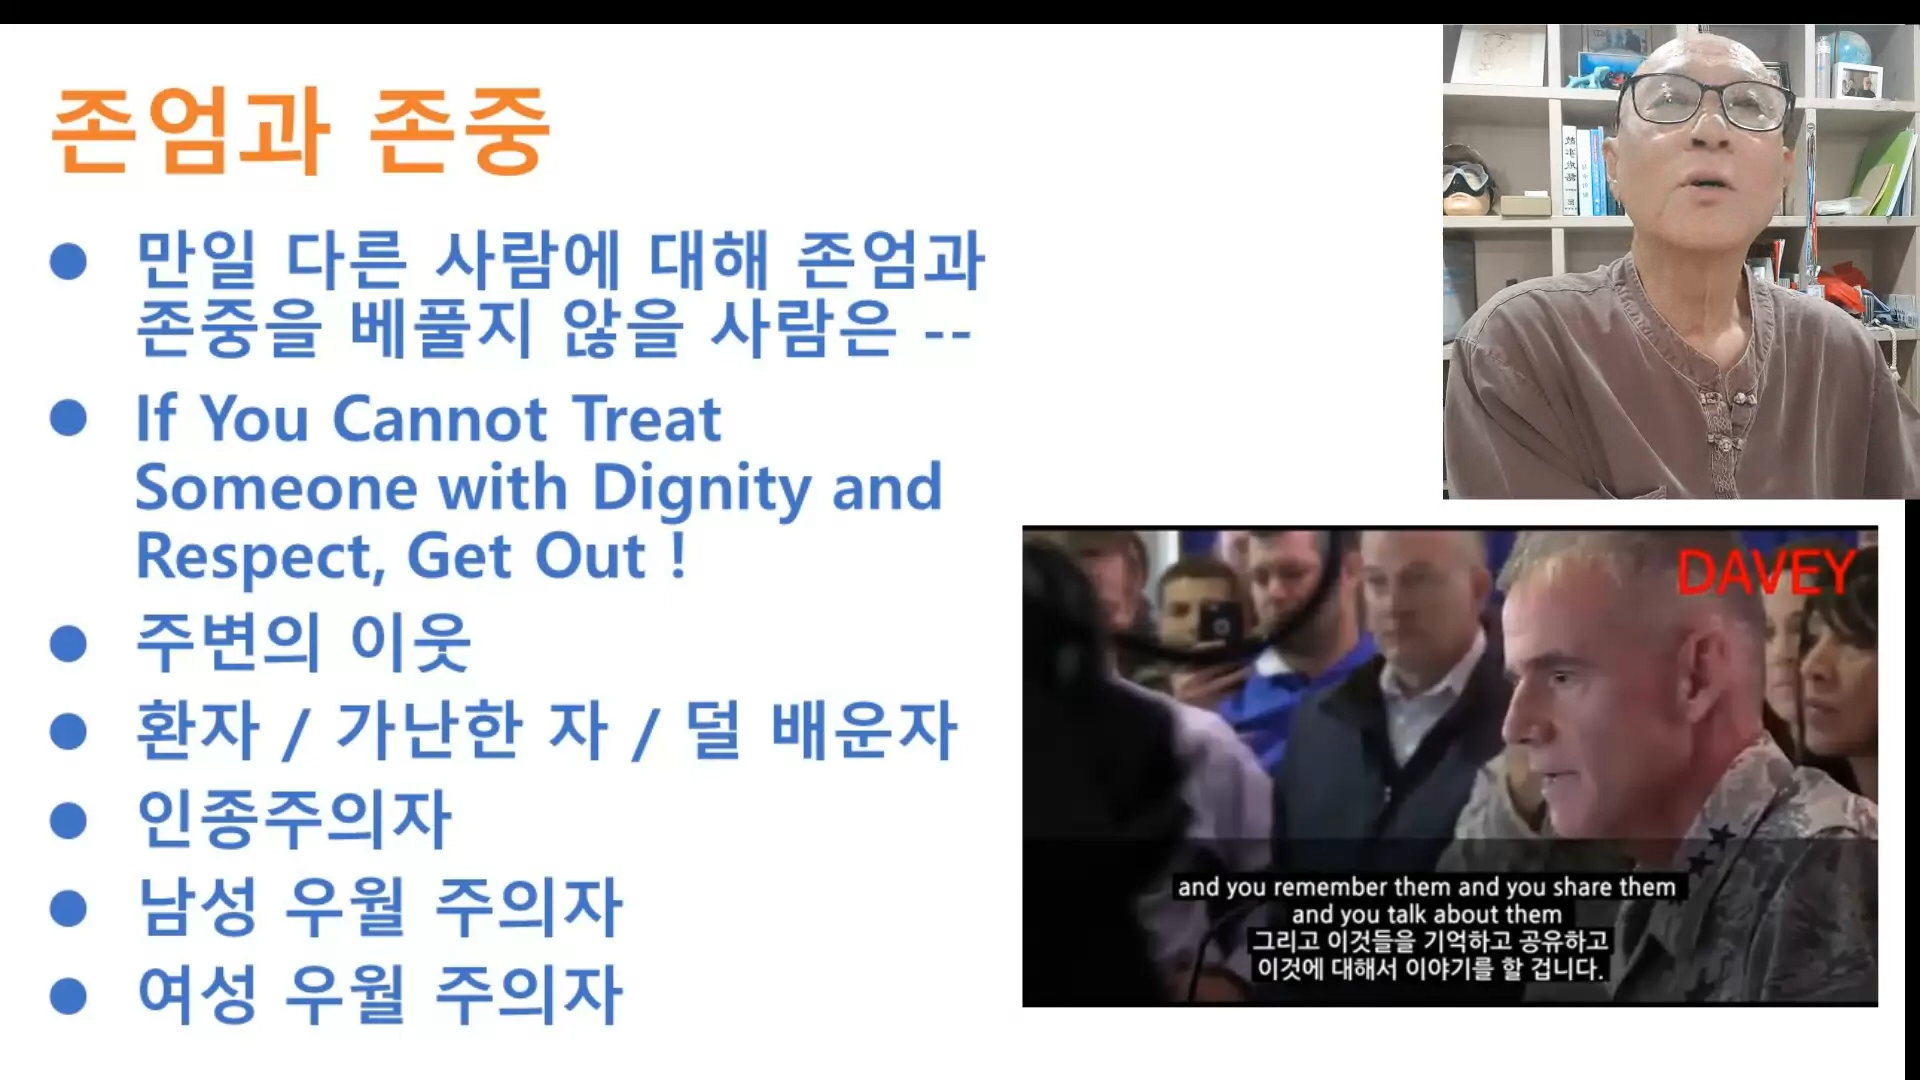 존엄과 존중
● 만일 다른 사람에 대해 존엄과
존중을 베풀지 않을 사람은 --
● If You Cannot Treat
Someone with Dignity and
Respect, Get Out !
● 주변의 이웃
● 환자 / 가난한 자 / 덜 배운자
● 인종주의자
● 남성 우월 주의자
● 여성 우월 주의자
DAVEY
and you remember them and you share them
and you talk about them
그리고 이것들을 기억하고 공유하고
이것에 대해서 이야기를 할 겁니다.